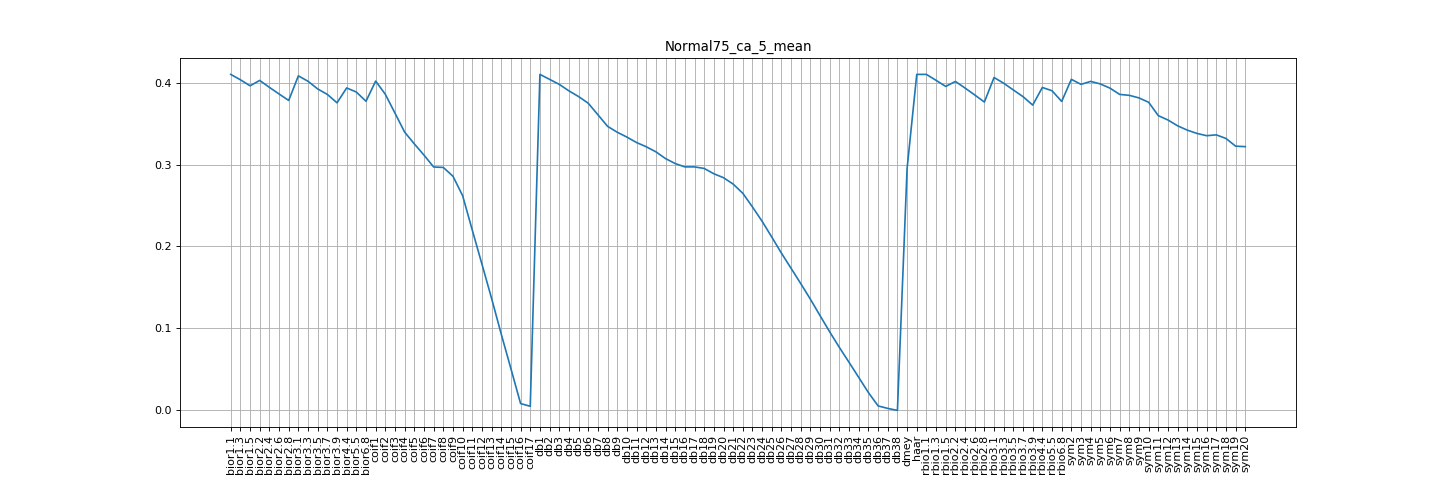 Normal75_ca_5_mean
0.4
0.3
0.2
0.1
0.0
bior1.1
bior1.3
bior1.5
bior2.2
bior2.4
bior2.6
bior2.8
bior3.1
bior3.3
bior3.5
bior3.7
bior3.9
bior4.4
bior5.5
bior6.8
coif1
coif2
coif3
coif4
coif5
coif6
coif7
coif8
coif9
coif10
coif11
coif12
coif13
coif14
coif15
coif16
coif17
db1
db2
db3
db4
db5
db6
db7
db8
db9
db10
db11
db12
db13
db14
db15
db16
db17
db18
db19
db20
db21
db22
db23
db24
db25
db26
db27
db28
db29
db30
db31
db32
db33
db34
db35
db36
db37
db38
dmey
haar
rbio1.1
rbio1.3
rbio1.5
rbio2.2
rbio2.4
rbio2.6
rbio2.8
rbio3.1
rbio3.3
rbio3.5
rbio3.7
rbio3.9
rbio4.4
rbio5.5
rbio6.8
sym2
sym3
sym4
sym5
sym6
sym7
sym8
sym9
sym10
sym11
sym12
sym13
sym14
sym15
sym16
sym17
sym18
sym19
sym20